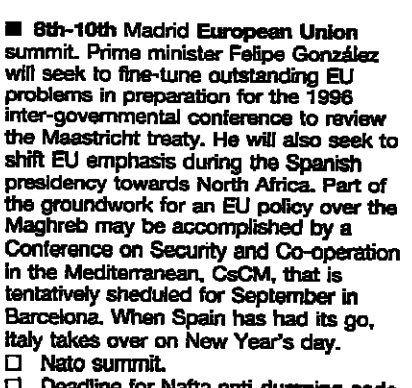 ■ 8th-10th Madrid European Union
summit. Prime minister Felipe González
will seek to fine-tune outstanding EU
problems in preparation for the 1996
inter-governmental conference to review
the Maastricht treaty. He will also seek to
shift EU emphasis during the Spanish
presidency towards North Africa. Part of
the groundwork for an EU policy over the
Maghreb may be accomplished by a
Conference on Security and Co-operation
in the Mediterranean, CsCM, that is
tentatively sheduled for September in
Barcelona. When Spain has had its go,
Italy takes over on New Year's day.
□ Nato summit.
□ Deadline for Nafta anti-dumping code